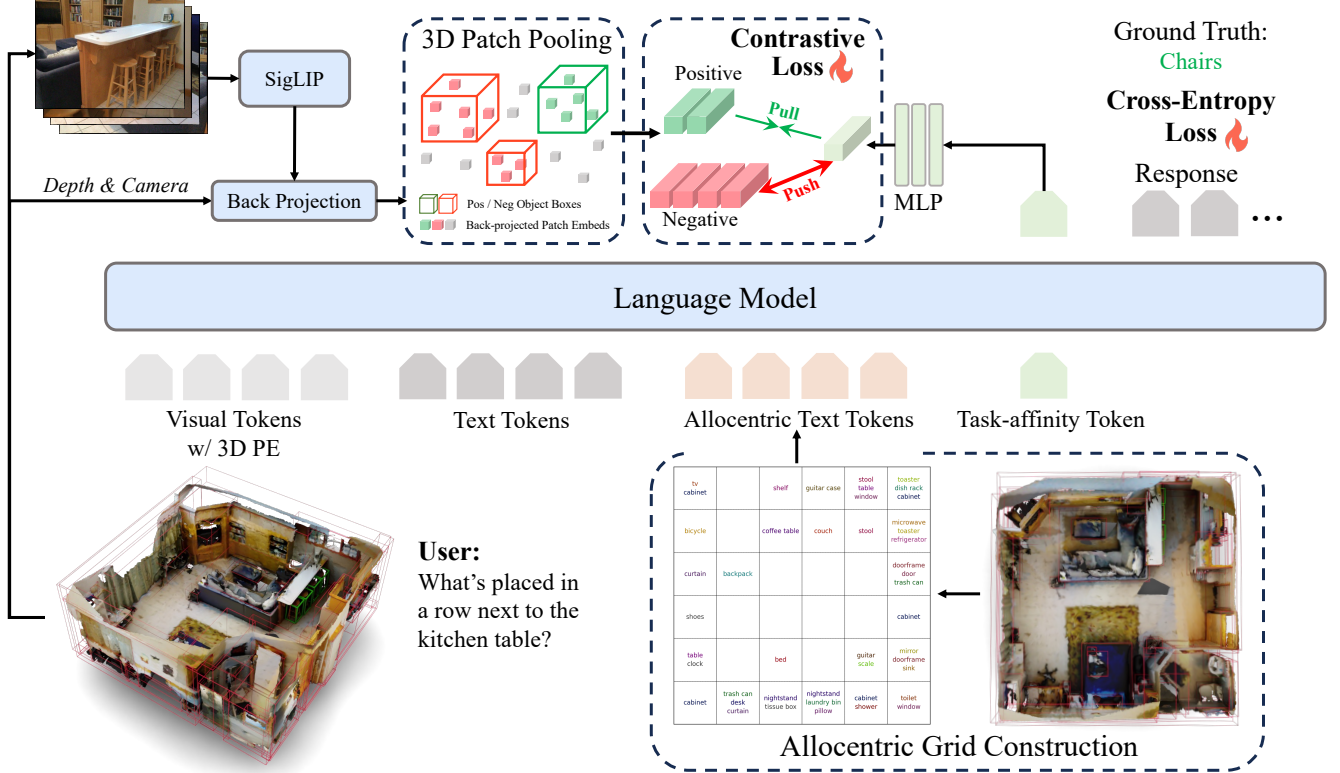 SigLIP
Depth & Camera
Back Projection
3D Patch Pooling
Pos / Neg Object Boxes
Back-projected Patch Embeds
Contrastive
Loss
Positive
Pull
Push
Negative
MLP
Ground Truth:
Chairs
Cross-Entropy
Loss
Response
...
Language Model
Visual Tokens
w/ 3D PE
Text Tokens
Allocentric Text Tokens
Task-affinity Token
User:
What's placed in
a row next to the
kitchen table?
tv
cabinet
shelf
guitar case
stool
table
window
toaster
dish rack
cabinet
bicycle
coffee table
couch
stool
microwave
toaster
refrigerator
curtain
backpack
doorframe
door
trash can
shoes
cabinet
table
clock
bed
guitar
scale
mirror
doorframe
sink
cabinet
trash can
desk
curtain
nightstand
tissue box
nightstand
laundry bin
pillow
cabinet
shower
toilet
window
Allocentric Grid Construction